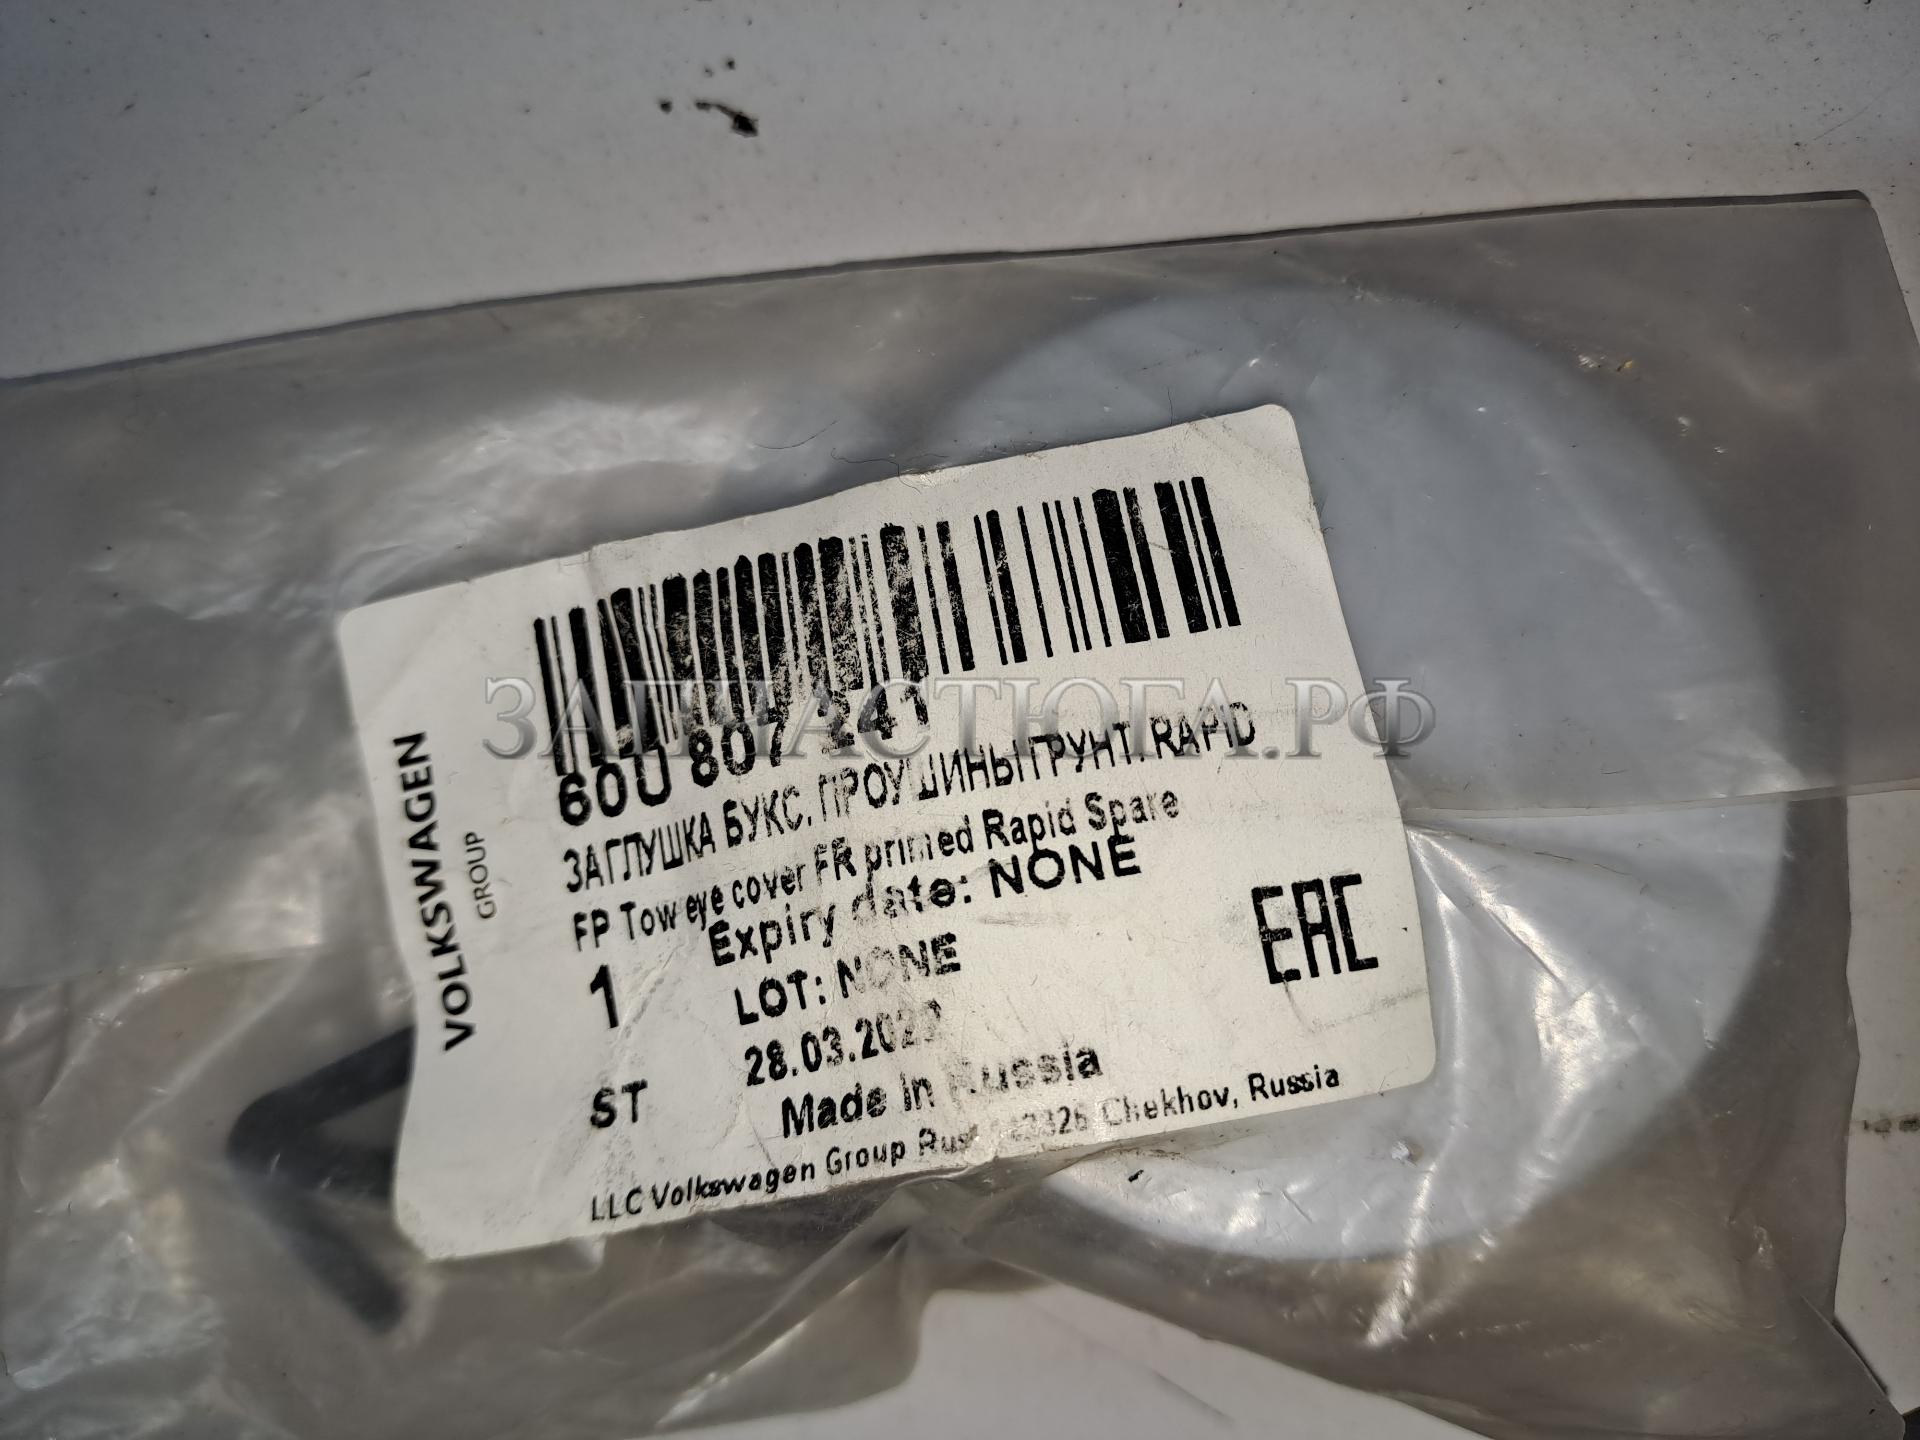 VOLKSWAGEN
GROUP
60U 807 241
ЗАПЧАСТЮГА.РФ
ЗАГЛУШКА БУКС. ПРОУШИНЫ ГРУНТ. RAPID
FP Tow eye cover FR primed Rapid Spare
1
Expiry date: NONE
LOT: NONE
EAC
28.03.202
ST
Made in Russia
LLC Volkswagen Group Rus Chekhov, Russia